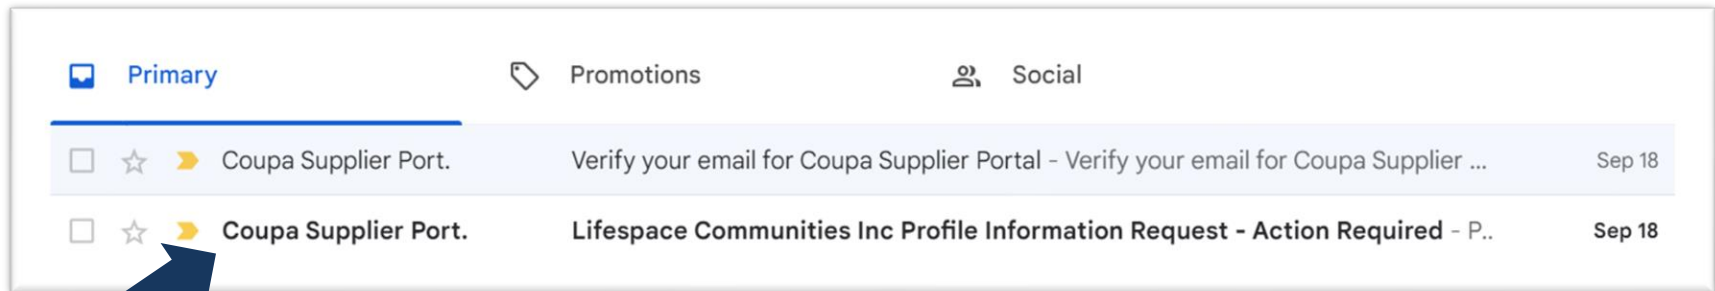 Primary Promotions Social
Coupa Supplier Port. Verify your email for Coupa Supplier Portal - Verify your email for Coupa Supplier ... Sep 18
Coupa Supplier Port. Lifespace Communities Inc Profile Information Request - Action Required - P.. Sep 18